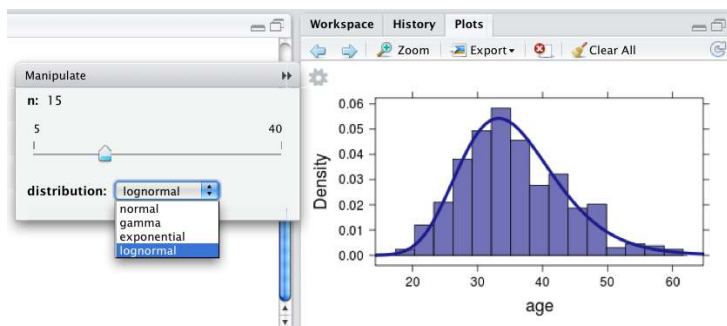 Manipulate
n: 15
5 40
distribution: lognormal
normal
gamma
exponential
lognormal
Workspace History Plots
Zoom Export Clear All
0.06
0.05
0.04
0.03
0.02
0.01
0.00
Density
20 30 40 50 60
age